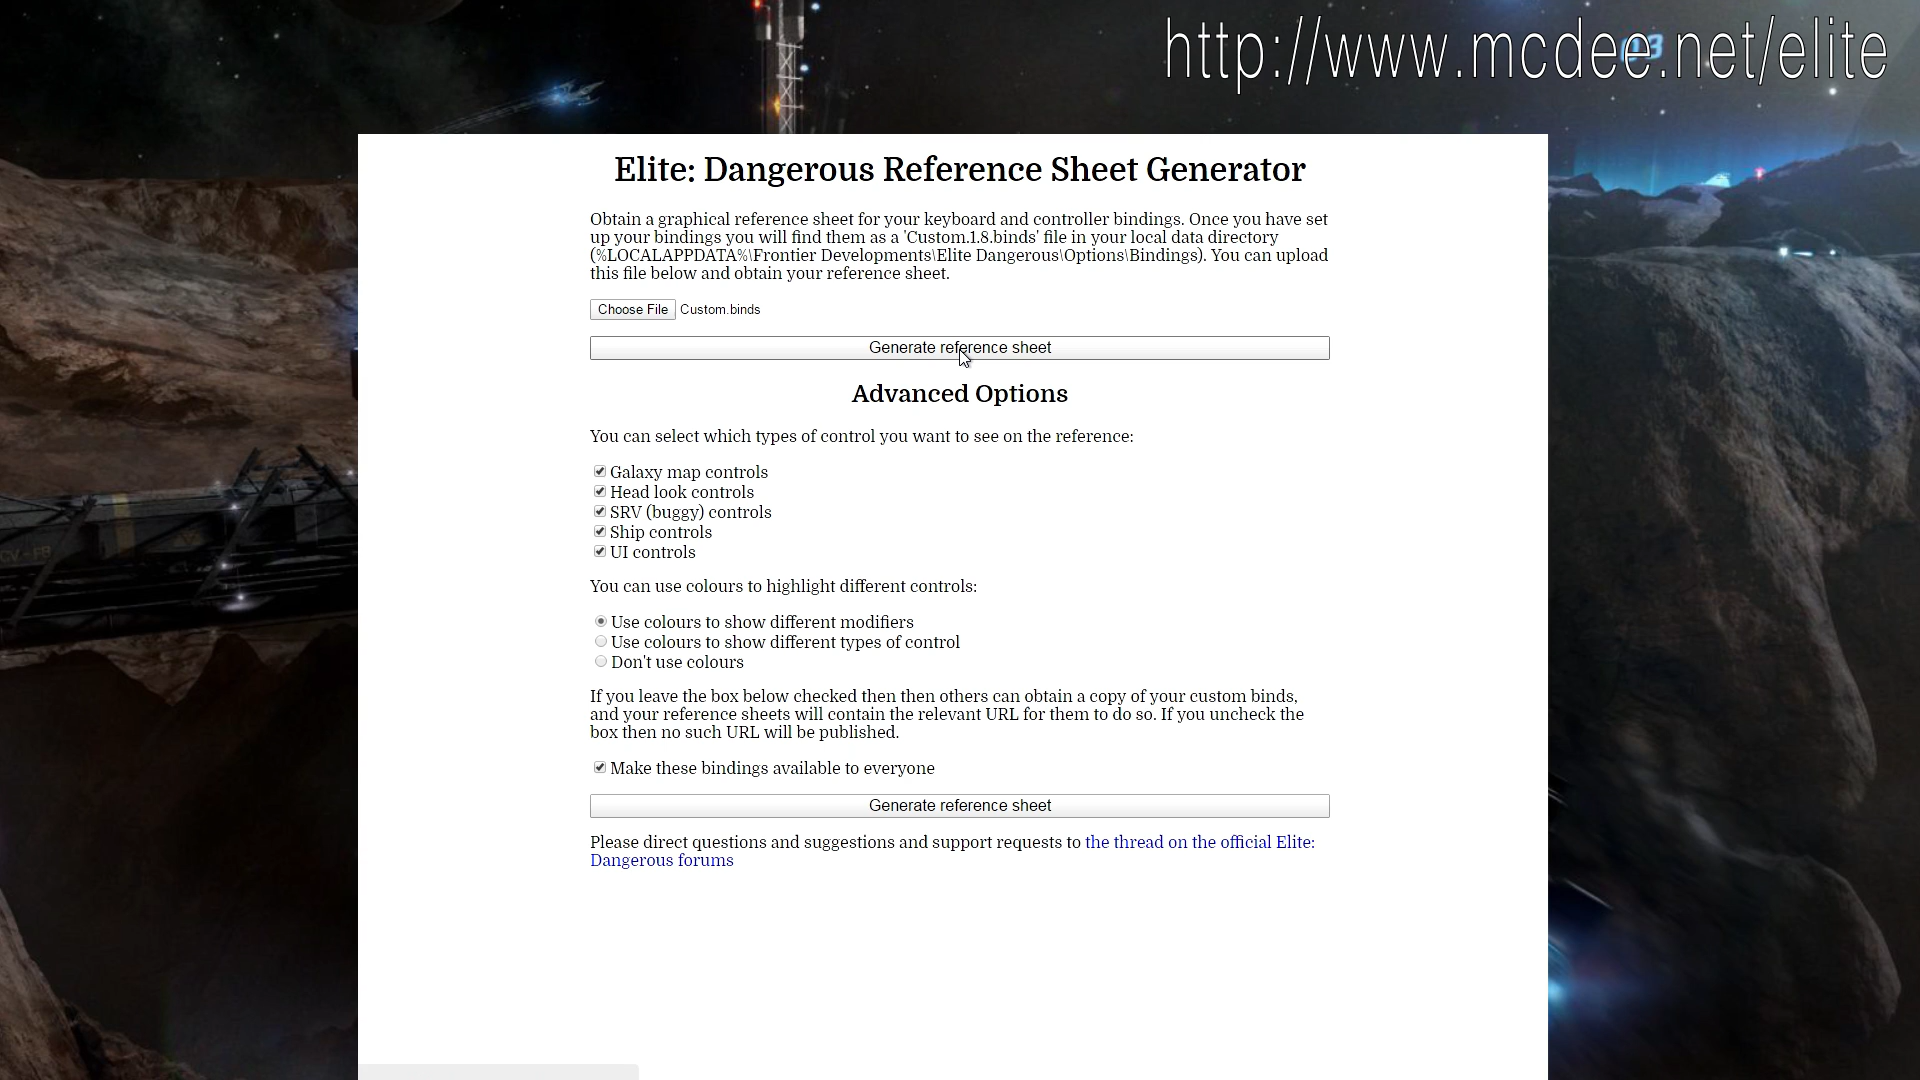 http://www.mcdee.net/elite
Elite: Dangerous Reference Sheet Generator
Obtain a graphical reference sheet for your keyboard and controller bindings. Once you have set
up your bindings you will find them as a 'Custom.1.8.binds' file in your local data directory
(%LOCALAPPDATA%\Frontier Developments\Elite Dangerous\Options\Bindings). You can upload
this file below and obtain your reference sheet.
Choose File Custom.binds
Generate reference sheet
Advanced Options
You can select which types of control you want to see on the reference:
Galaxy map controls
Head look controls
SRV (buggy) controls
Ship controls
UI controls
You can use colours to highlight different controls:
Use colours to show different modifiers
Use colours to show different types of control
Don't use colours
If you leave the box below checked then then others can obtain a copy of your custom binds,
and your reference sheets will contain the relevant URL for them to do so. If you uncheck the
box then no such URL will be published.
Make these bindings available to everyone
Generate reference sheet
Please direct questions and suggestions and support requests to the thread on the official Elite:
Dangerous forums